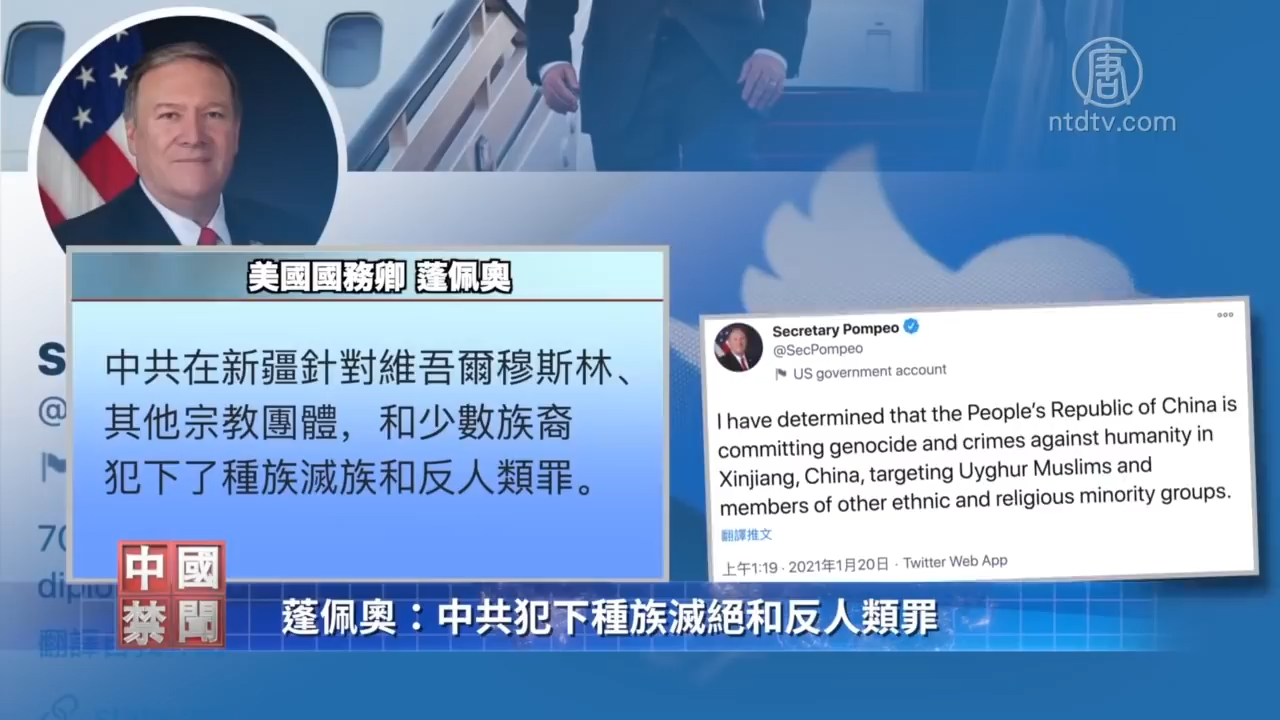 唐
ntdtv.com
美國國務卿 蓬佩奧
中共在新疆針對維吾爾穆斯林、
其他宗教團體，和少數族裔
犯下了種族滅族和反人類罪。
Secretary Pompeo
@SecPompeo
US government account
I have determined that the People's Republic of China is
committing genocide and crimes against humanity in
Xinjiang, China, targeting Uyghur Muslims and
members of other ethnic and religious minority groups.
翻譯推文
上午1:19 · 2021年1月20日 · Twitter Web App
S
@
70
diplo
中國
禁聞
蓬佩奧：中共犯下種族滅絕和反人類罪